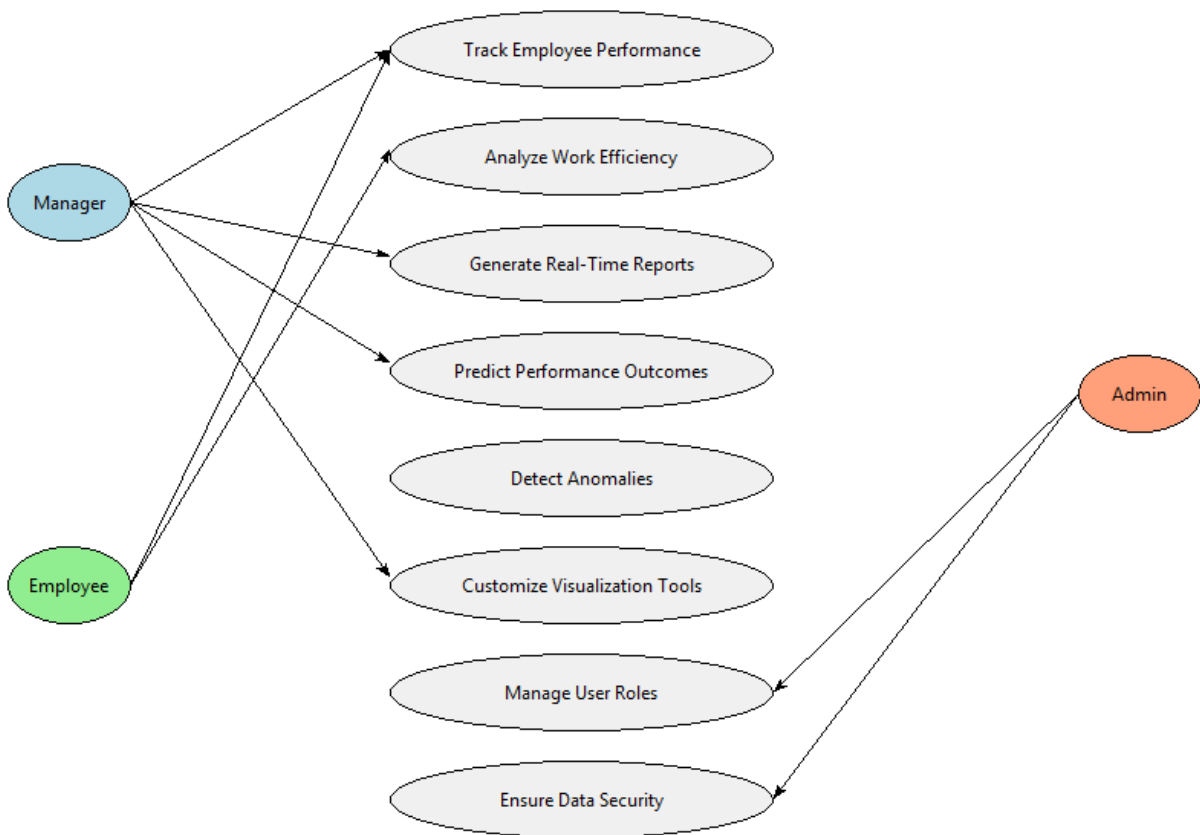 Track Employee Performance
Analyze Work Efficiency
Manager
Generate Real-Time Reports
Predict Performance Outcomes
Admin
Detect Anomalies
Employee
Customize Visualization Tools
Manage User Roles
Ensure Data Security